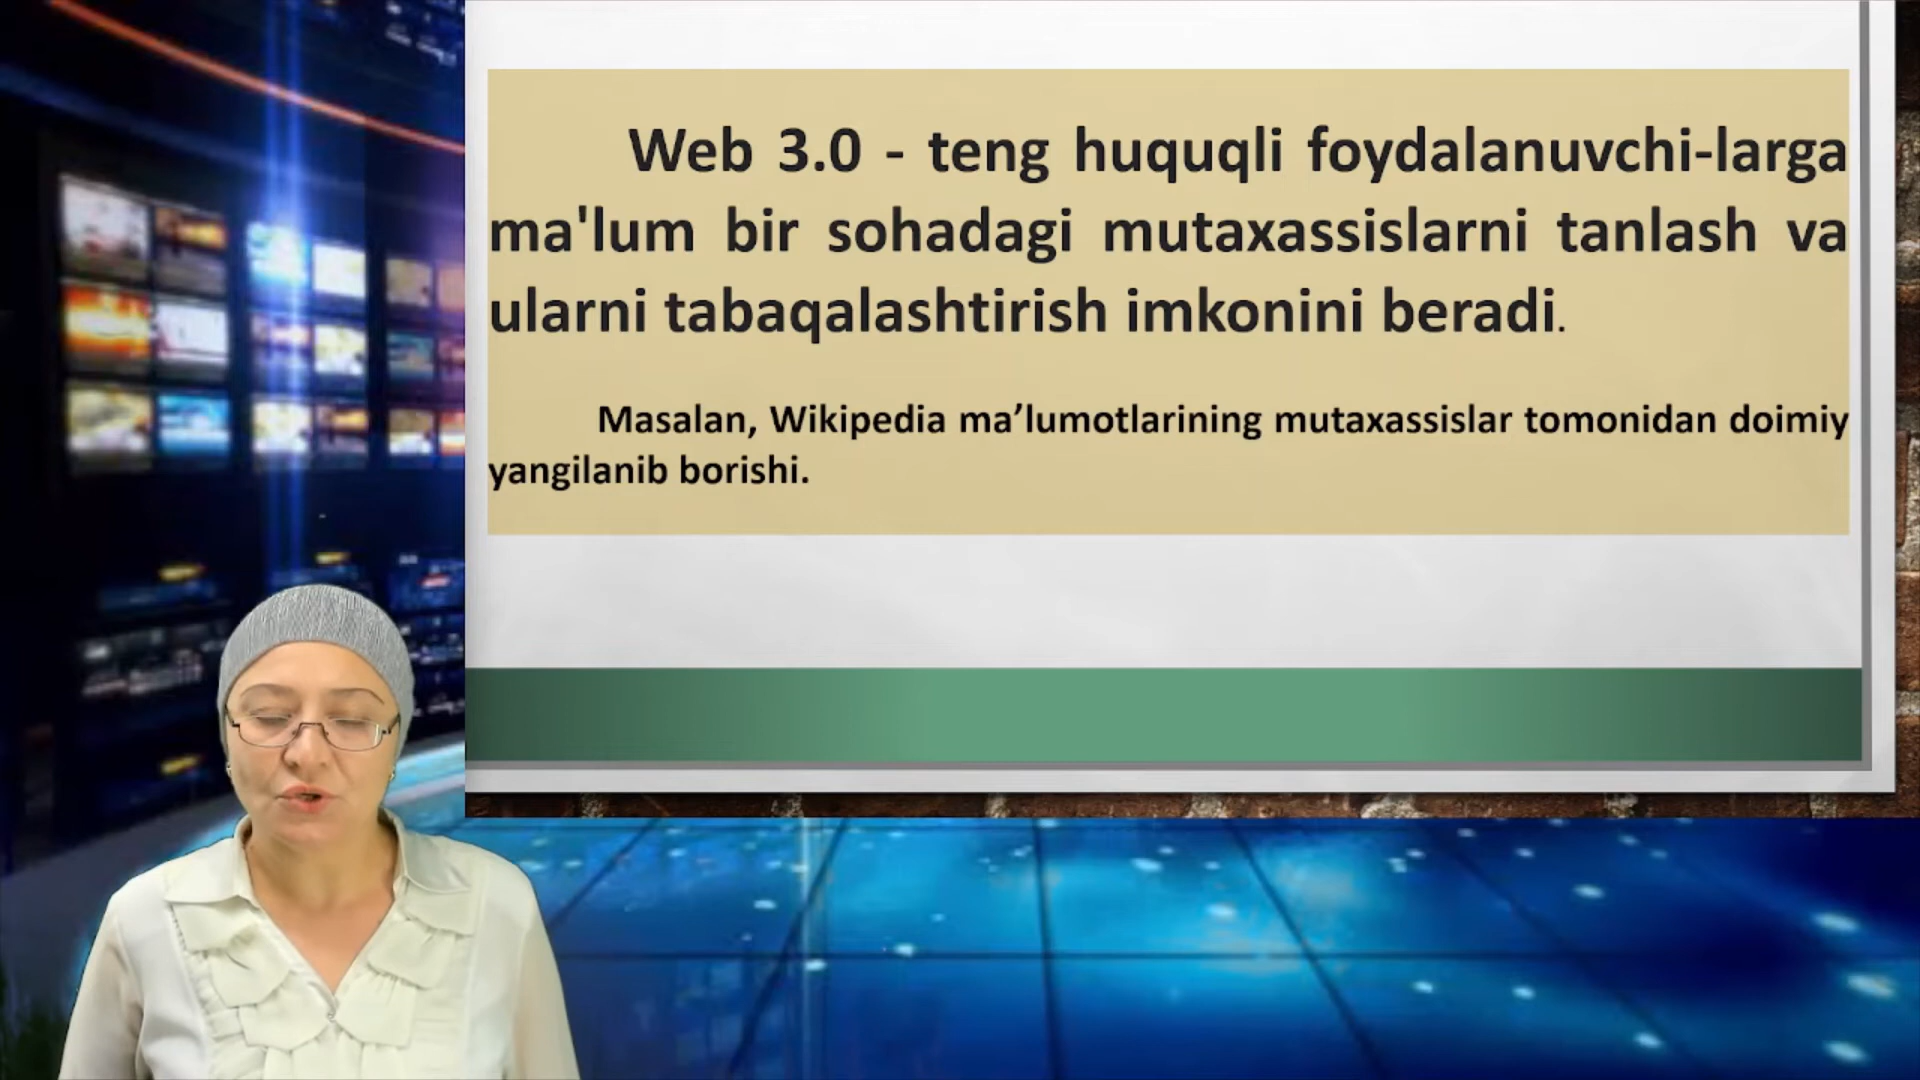 Web 3.0 - teng huquqli foydalanuvchi-larga
ma'lum bir sohadagi mutaxassislarni tanlash va
ularni tabaqalashtirish imkonini beradi.
Masalan, Wikipedia ma’lumotlarining mutaxassislar tomonidan doimiy
yangilanib borishi.